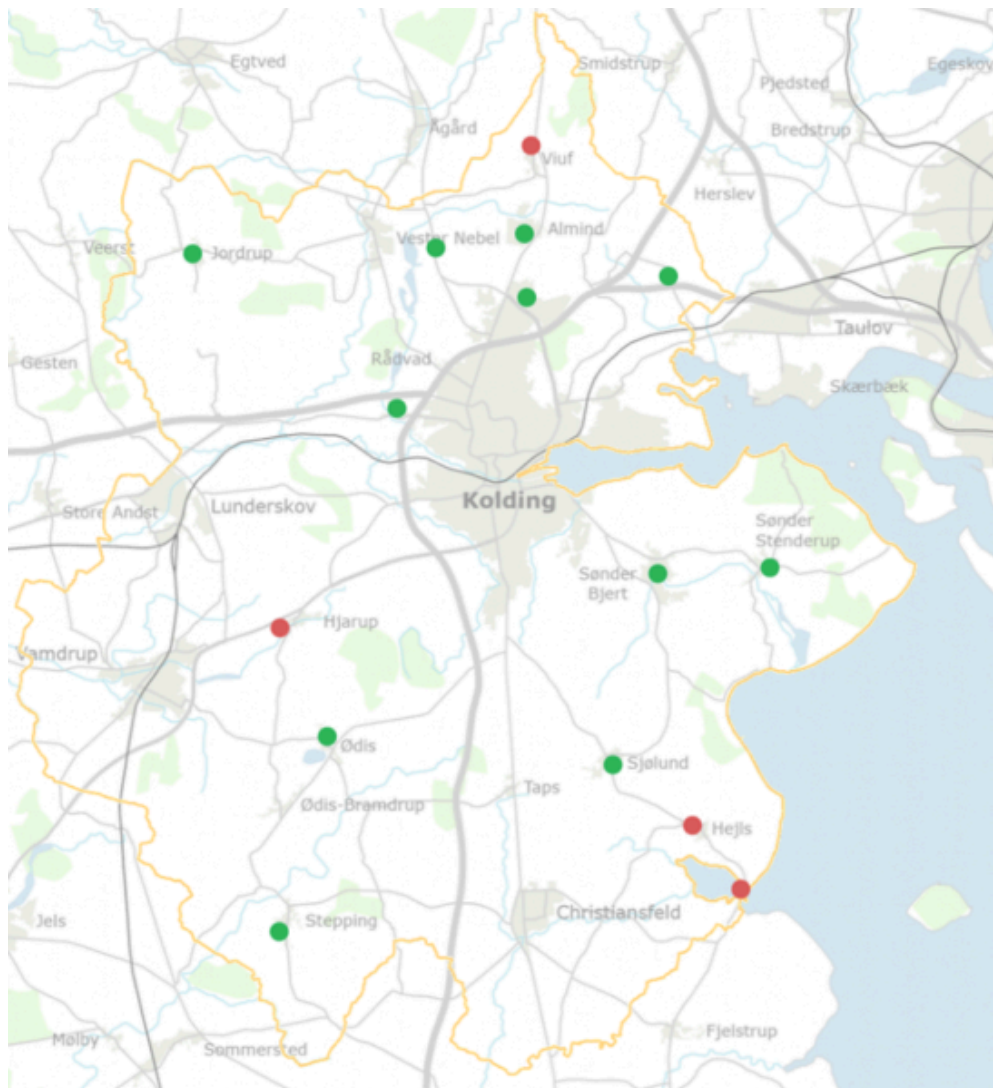 Egtved
Smidstrup
Egeskov
Pjedsted
Ågård
Bredstrup
Viuf
Herslev
Almind
Vester Nebel
Veerst
Jordrup
Taulov
Rådvad
Gesten
Skærbæk
Kolding
Lunderskov
Store Andst
Sønder
Stenderup
Sønder
Bjert
Hjarup
Vamdrup
Ødis
Sjølund
Taps
Ødis-Bramdrup
Hejls
Christiansfeld
Jels
Stepping
Fjelstrup
Mølby
Sommersted